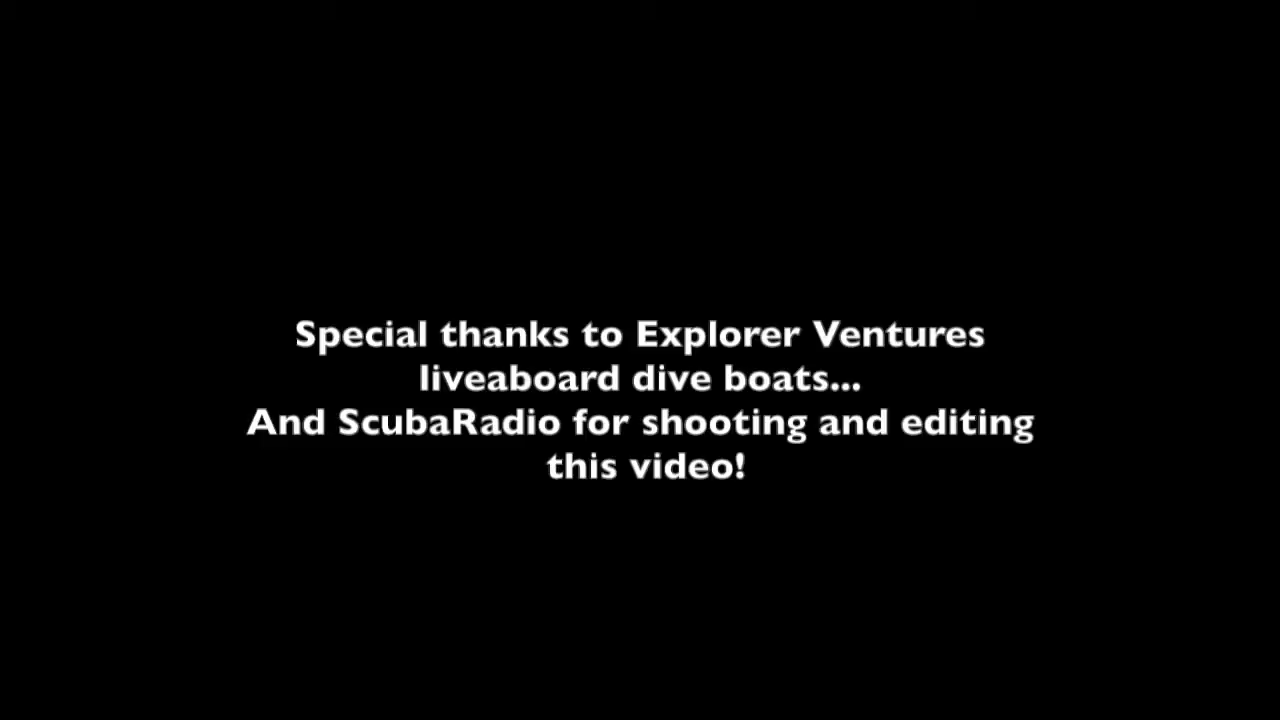 Special thanks to Explorer Ventures
liveaboard dive boats...
And ScubaRadio for shooting and editing
this video!